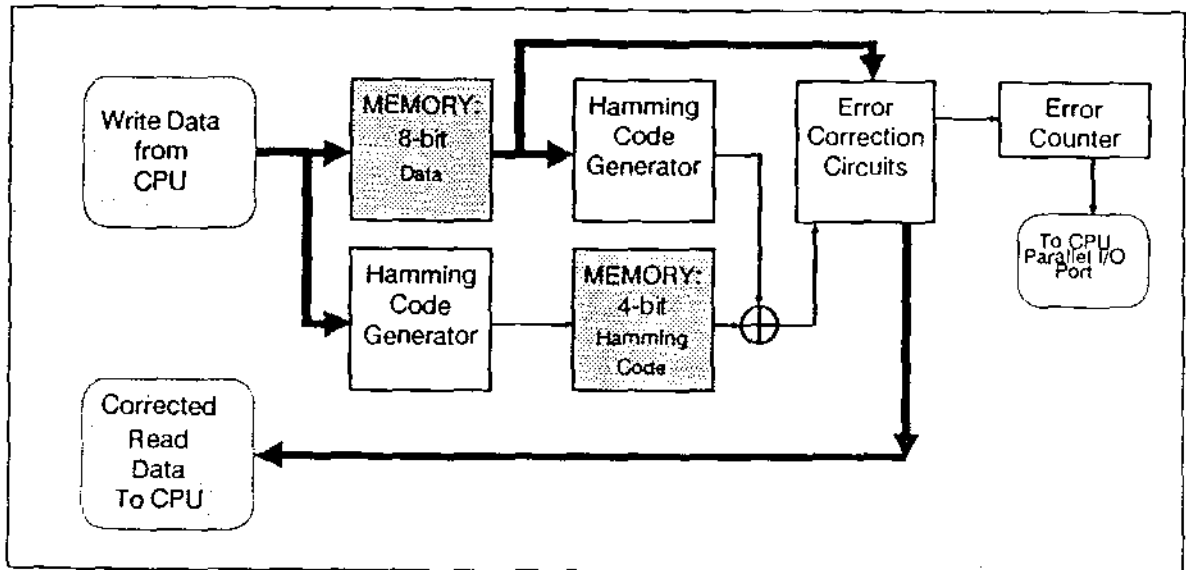 Write Data
from
CPU
MEMORY:
8-bit
Data
Hamming
Code
Generator
Error
Correction
Circuits
Error
Counter
To CPU
Parallel I/O
Port
Hamming
Code
Generator
MEMORY:
4-bit
Hamming
Code
Corrected
Read
Data
To CPU